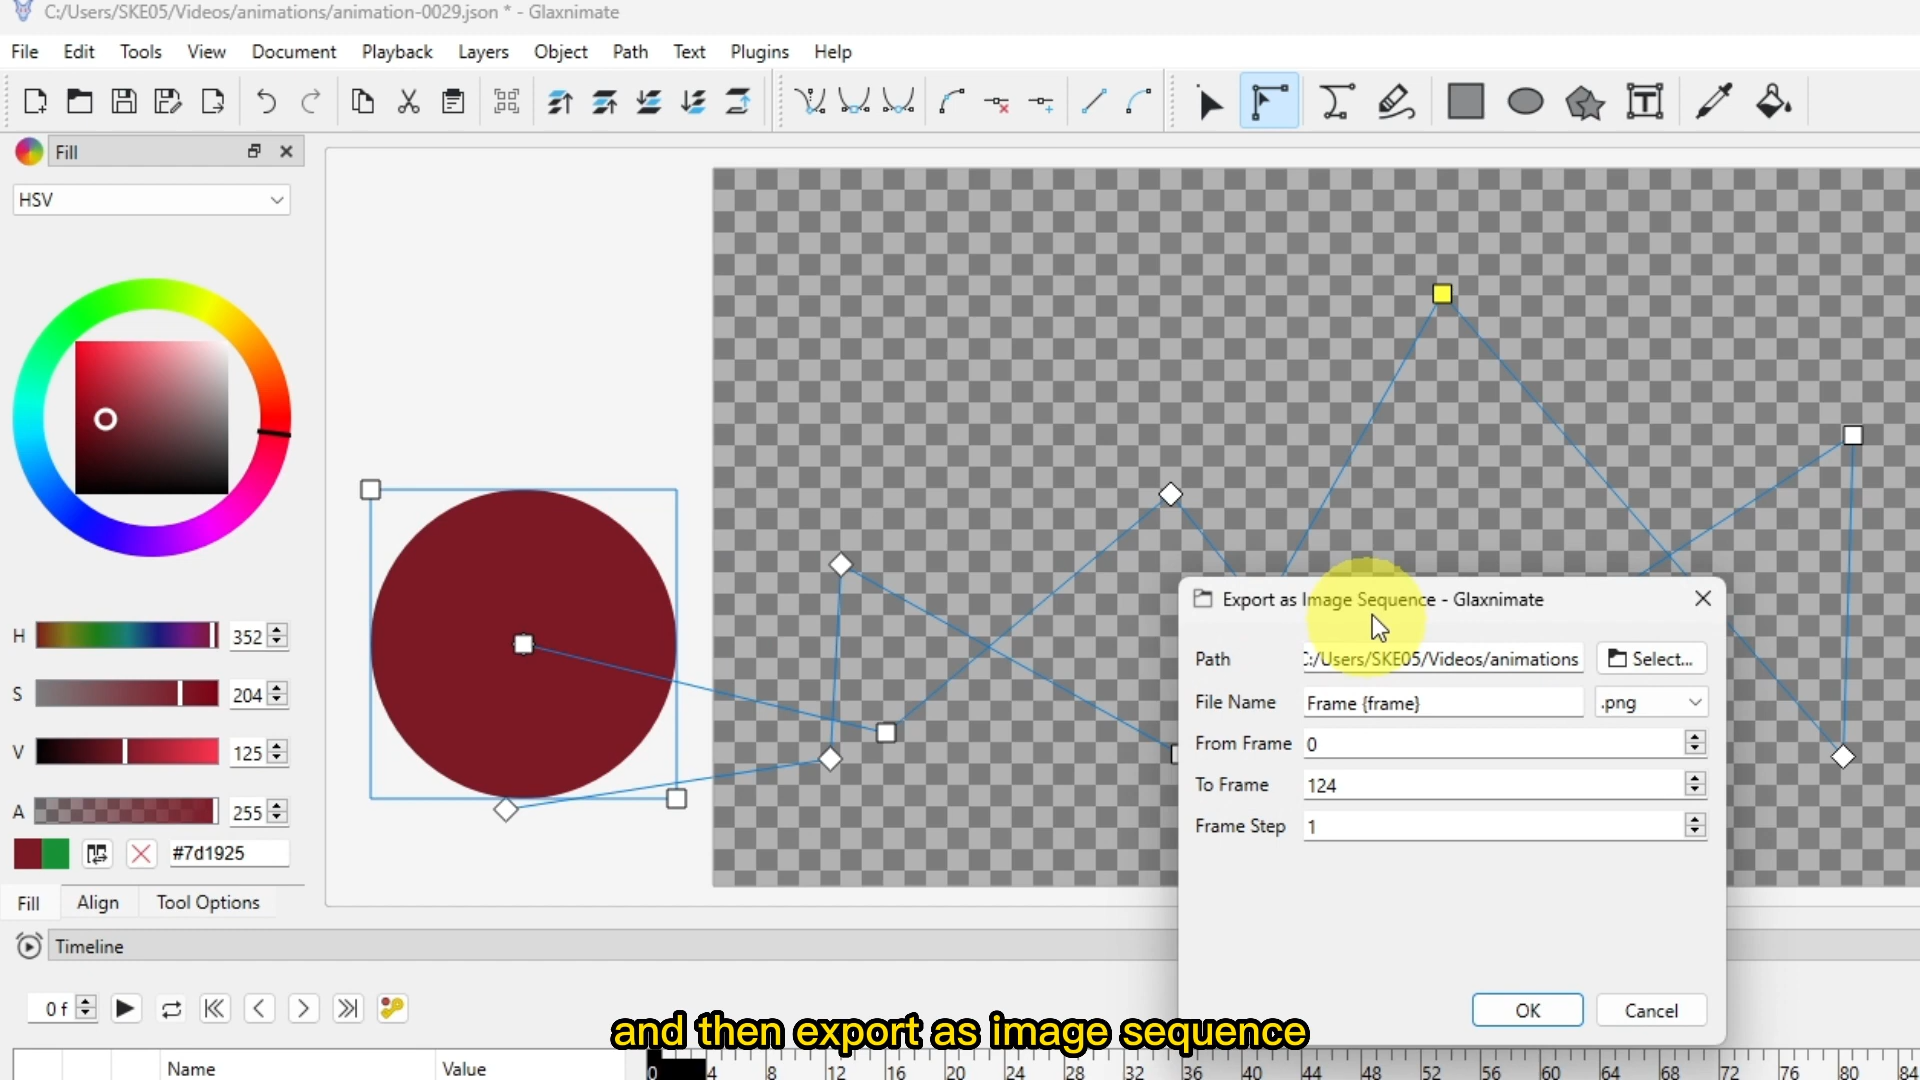 C:/Users/SKE05/Videos/animations/animation-0029.json * - Glaxnimate
File Edit Tools View Document Playback Layers Object Path Text Plugins Help
Fill
HSV
H 352
S 204
V 125
A 255
#7d1925
Fill Align Tool Options
Export as Image Sequence - Glaxnimate
Path :/Users/SKE05/Videos/animations Select...
File Name Frame {frame} .png
From Frame 0
To Frame 124
Frame Step 1
OK Cancel
Timeline
0 f
and then export as image sequence
Name Value 0 4 8 12 16 20 24 28 32 36 40 44 48 52 56 60 64 68 72 76 80 84